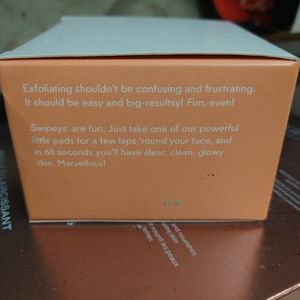 Exfoliating shouldn't be confusing and frustrating.
It should be easy and big-resultsy! Fun, even!
Swipeys are fun. Just take one of our powerful
little pads for a few laps 'round your face, and
in 60 seconds you'll have clear, clean, glowy
skin. Marvellous!